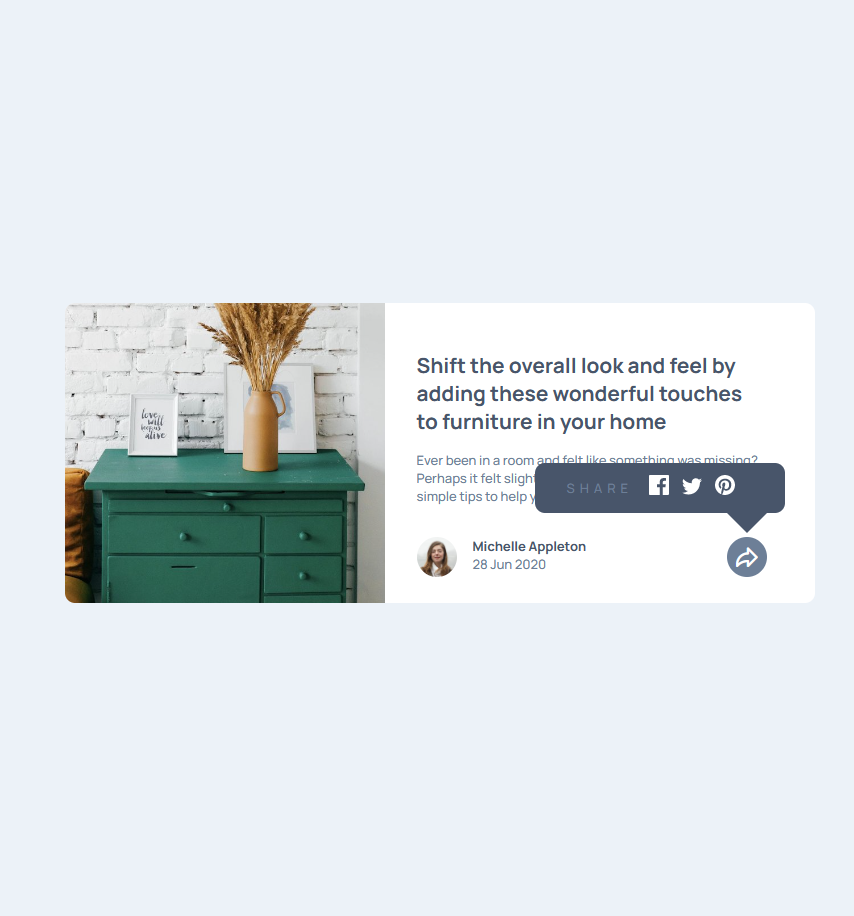 Shift the overall look and feel by
adding these wonderful touches
to furniture in your home
Ever been in a room and felt like something was missing?
Perhaps it felt slight
simple tips to help
SHARE
Michelle Appleton
28 Jun 2020
love
will
keep us
alive